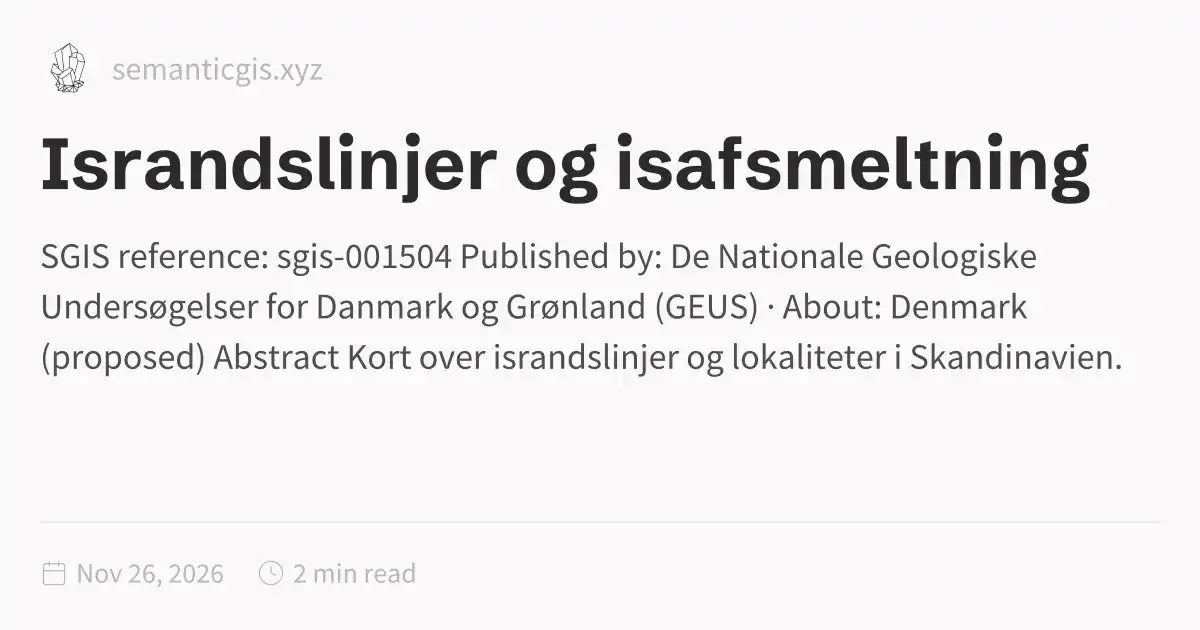 semanticgis.xyz
Israndslinjer og isafsmeltning
SGIS reference: sgis-001504 Published by: De Nationale Geologiske
Undersøgelser for Danmark og Grønland (GEUS) · About: Denmark
(proposed) Abstract Kort over israndslinjer og lokaliteter i Skandinavien.
Nov 26, 2026 2 min read